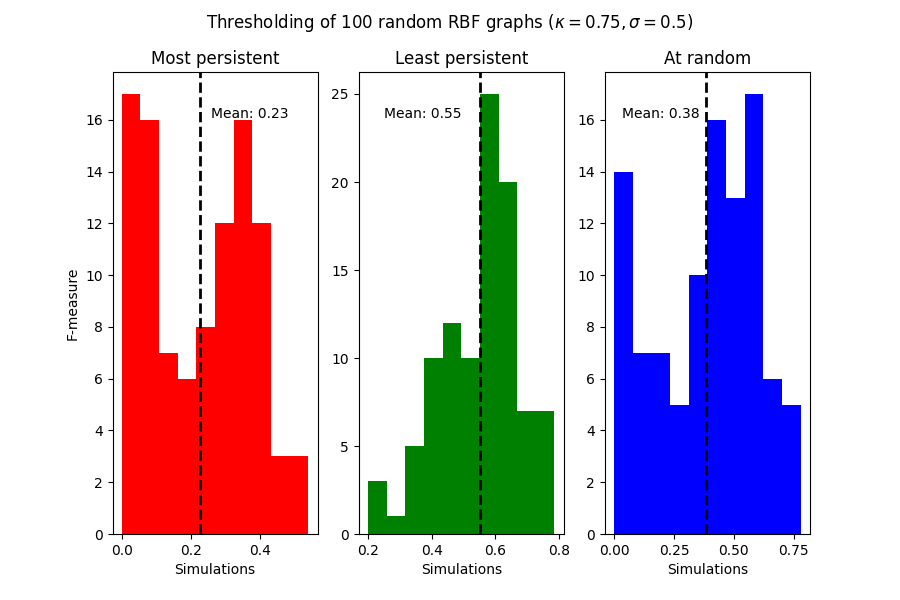 Thresholding of 100 random RBF graphs (κ = 0.75, σ = 0.5)
Most persistent
Mean: 0.23
F-measure
16
14
12
10
8
6
4
2
0
0.0 0.2 0.4
Simulations
Least persistent
Mean: 0.55
25
20
15
10
5
0
0.2 0.4 0.6 0.8
Simulations
At random
Mean: 0.38
16
14
12
10
8
6
4
2
0
0.00 0.25 0.50 0.75
Simulations